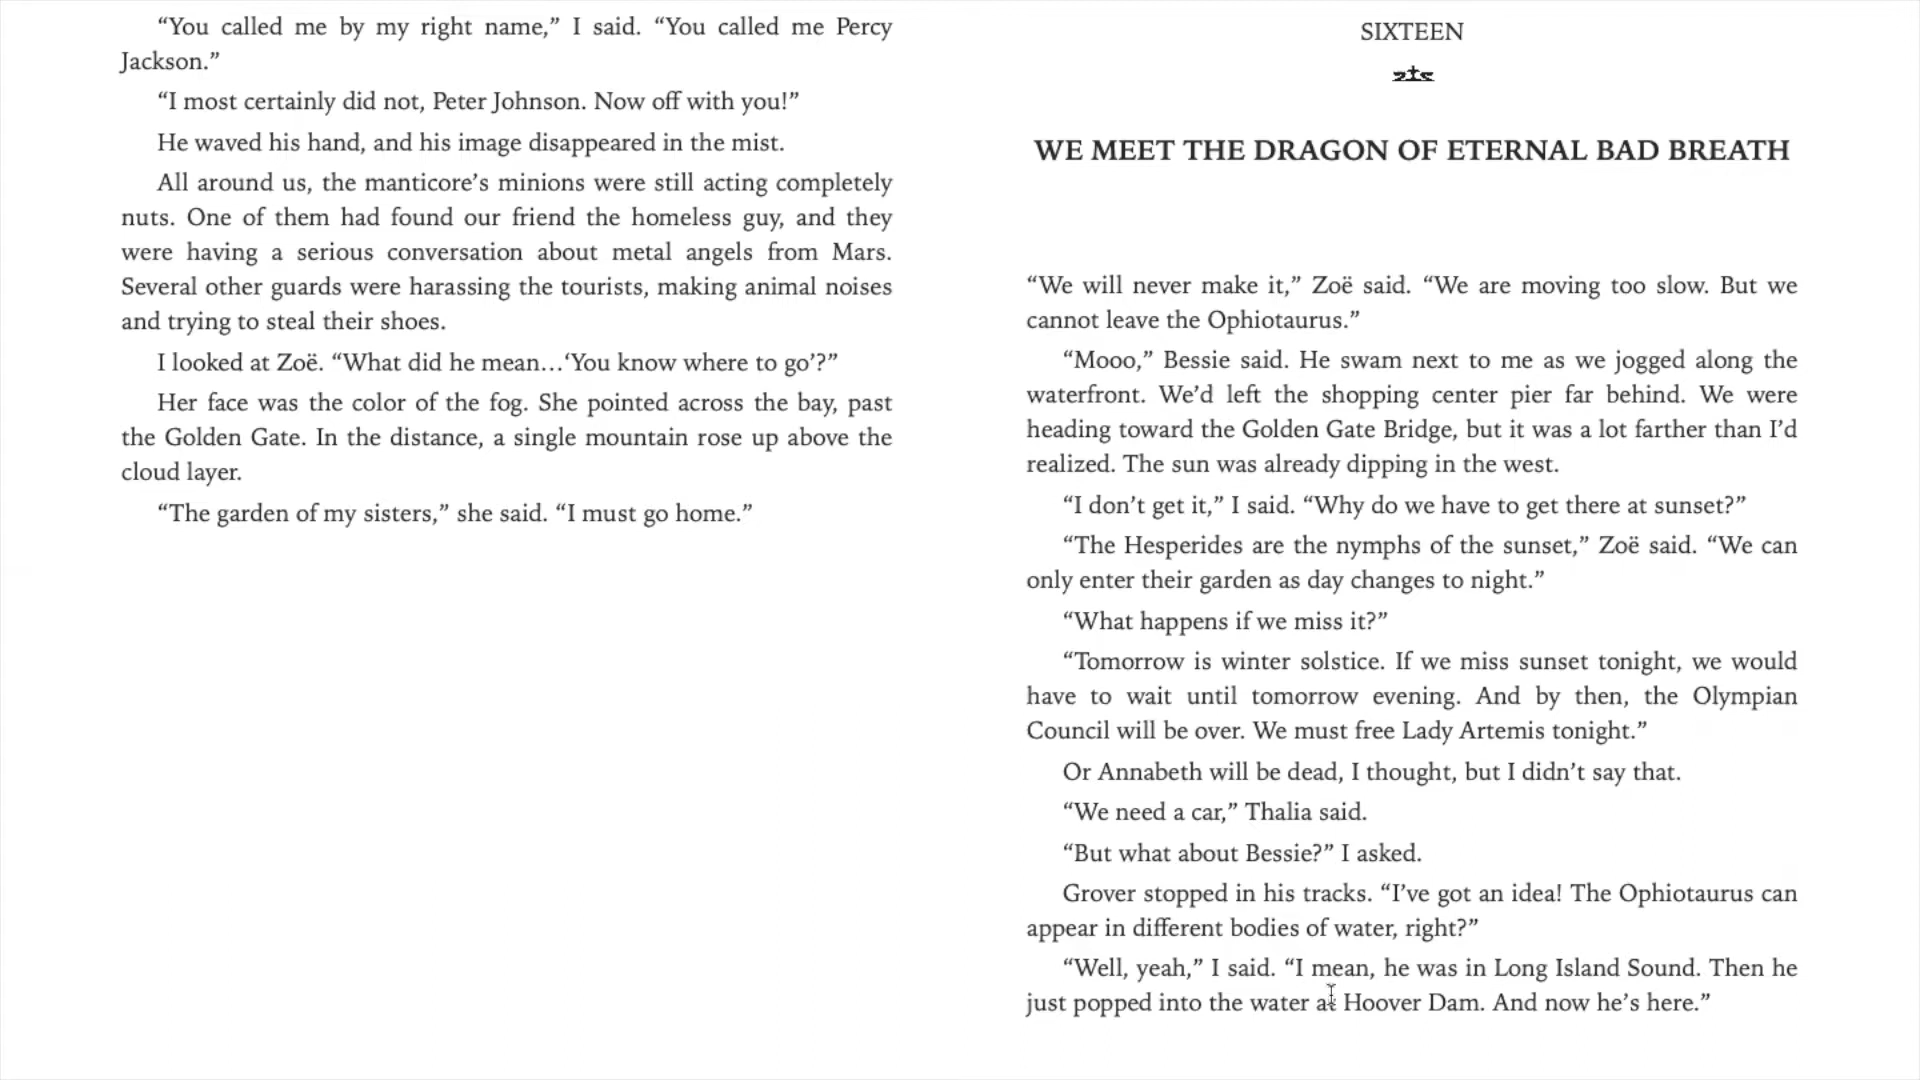 “You called me by my right name,” I said. “You called me Percy
Jackson.”
“I most certainly did not, Peter Johnson. Now off with you!”
He waved his hand, and his image disappeared in the mist.
All around us, the manticore’s minions were still acting completely
nuts. One of them had found our friend the homeless guy, and they
were having a serious conversation about metal angels from Mars.
Several other guards were harassing the tourists, making animal noises
and trying to steal their shoes.
I looked at Zoë. “What did he mean…‘You know where to go’?”
Her face was the color of the fog. She pointed across the bay, past
the Golden Gate. In the distance, a single mountain rose up above the
cloud layer.
“The garden of my sisters,” she said. “I must go home.”
SIXTEEN
WE MEET THE DRAGON OF ETERNAL BAD BREATH
“We will never make it,” Zoë said. “We are moving too slow. But we
cannot leave the Ophiotaurus.”
“Mooo,” Bessie said. He swam next to me as we jogged along the
waterfront. We’d left the shopping center pier far behind. We were
heading toward the Golden Gate Bridge, but it was a lot farther than I’d
realized. The sun was already dipping in the west.
“I don’t get it,” I said. “Why do we have to get there at sunset?”
“The Hesperides are the nymphs of the sunset,” Zoë said. “We can
only enter their garden as day changes to night.”
“What happens if we miss it?”
“Tomorrow is winter solstice. If we miss sunset tonight, we would
have to wait until tomorrow evening. And by then, the Olympian
Council will be over. We must free Lady Artemis tonight.”
Or Annabeth will be dead, I thought, but I didn’t say that.
“We need a car,” Thalia said.
“But what about Bessie?” I asked.
Grover stopped in his tracks. “I’ve got an idea! The Ophiotaurus can
appear in different bodies of water, right?”
“Well, yeah,” I said. “I mean, he was in Long Island Sound. Then he
just popped into the water at Hoover Dam. And now he’s here.”